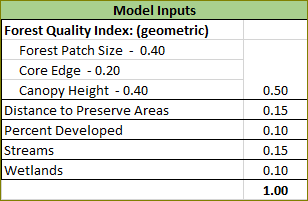 Model Inputs
Forest Quality Index: (geometric)
Forest Patch Size - 0.40
Core Edge - 0.20
Canopy Height - 0.40 0.50
Distance to Preserve Areas 0.15
Percent Developed 0.10
Streams 0.15
Wetlands 0.10
1.00